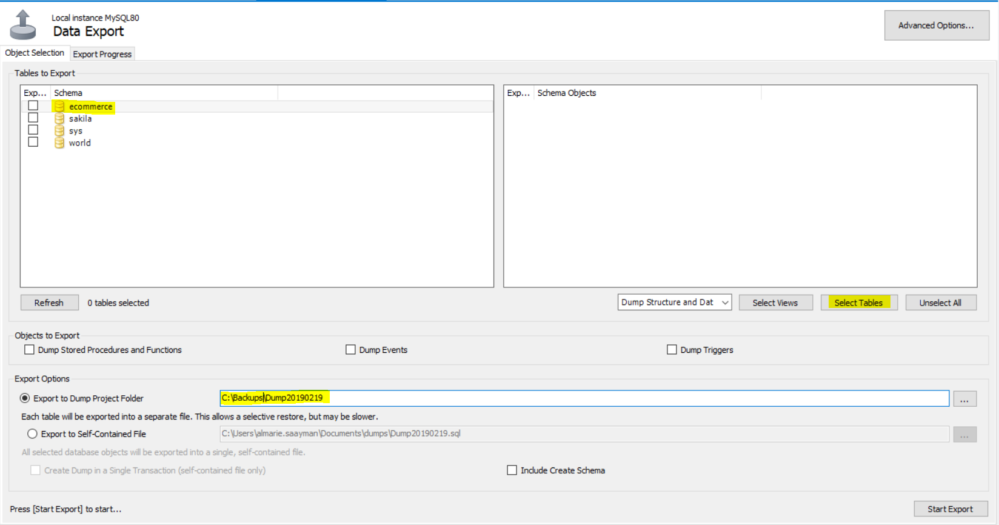 Local instance MySQL80
Data Export
Advanced Options...
Object Selection
Export Progress
Tables to Export
Exp... Schema
ecommerce
sakila
sys
world
Exp... Schema Objects
Refresh
0 tables selected
Dump Structure and Dat
Select Views
Select Tables
Unselect All
Objects to Export
Dump Stored Procedures and Functions
Dump Events
Dump Triggers
Export Options
Export to Dump Project Folder
C:\Backups\Dump20190219
...
Each table will be exported into a separate file. This allows a selective restore, but may be slower.
Export to Self-Contained File
C:\Users\almarie.saayman\Documents\dumps\Dump20190219.sql
...
All selected database objects will be exported into a single, self-contained file.
Create Dump in a Single Transaction (self-contained file only)
Include Create Schema
Press [Start Export] to start...
Start Export